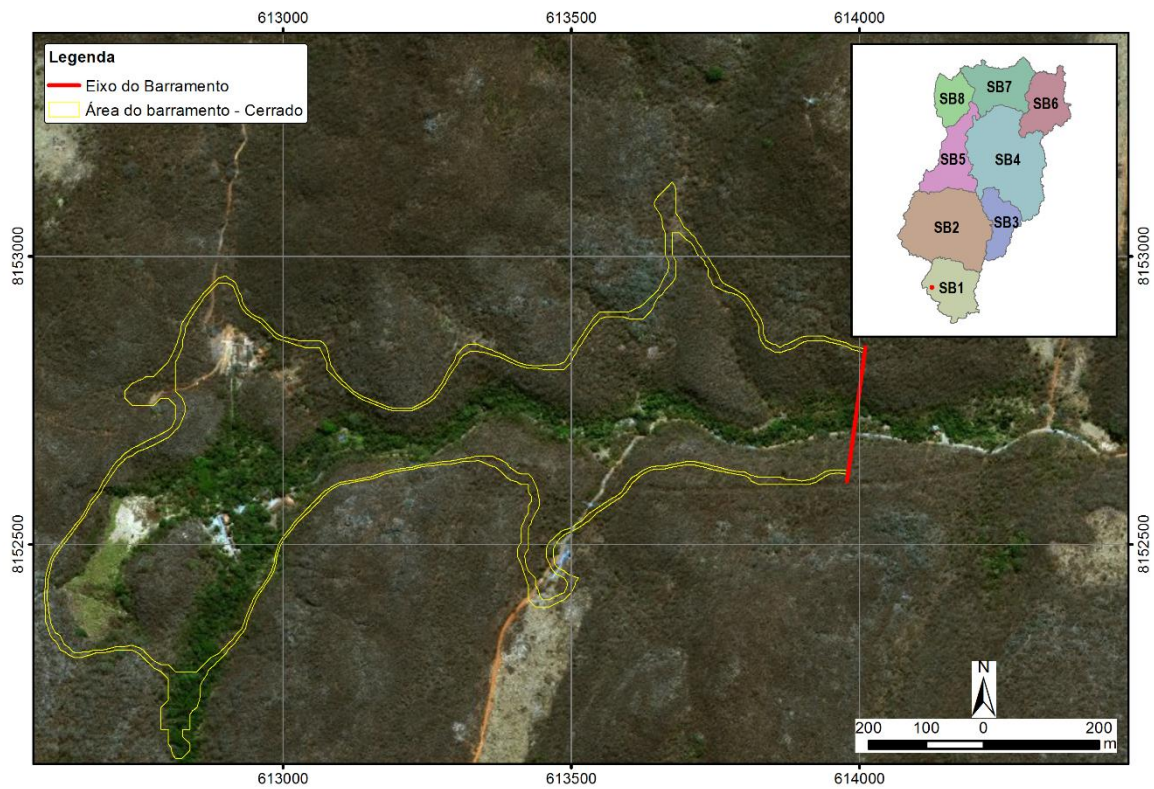 613000 613500 614000
Legenda
Eixo do Barramento
Área do barramento - Cerrado
SB8 SB7 SB6
SB5 SB4
SB2 SB3
SB1
8153000 8153000
8152500 8152500
N
200 100 0 200
m
613000 613500 614000